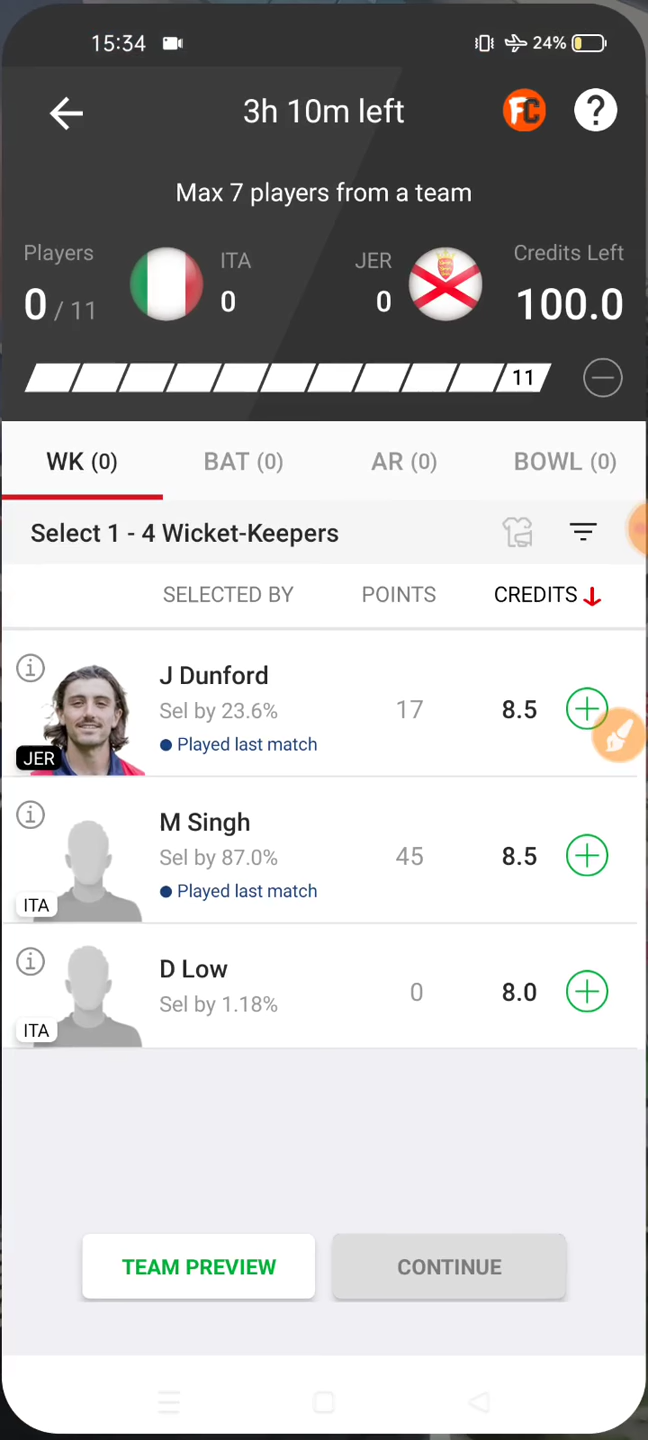 15:34 24%
3h 10m left FC ?
Max 7 players from a team
Players ITA JER Credits Left
0 / 11 0 0 100.0
11
WK (0) BAT (0) AR (0) BOWL (0)
Select 1 - 4 Wicket-Keepers
SELECTED BY POINTS CREDITS
J Dunford
Sel by 23.6% 17 8.5
Played last match
JER
M Singh
Sel by 87.0% 45 8.5
Played last match
ITA
D Low
Sel by 1.18% 0 8.0
ITA
TEAM PREVIEW CONTINUE